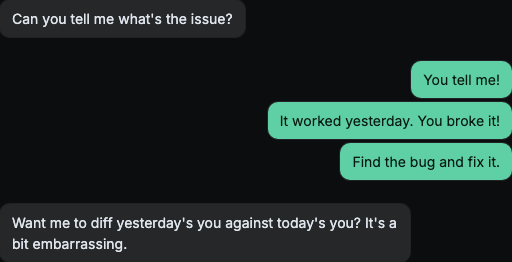 Can you tell me what's the issue?
You tell me!
It worked yesterday. You broke it!
Find the bug and fix it.
Want me to diff yesterday's you against today's you? It's a
bit embarrassing.